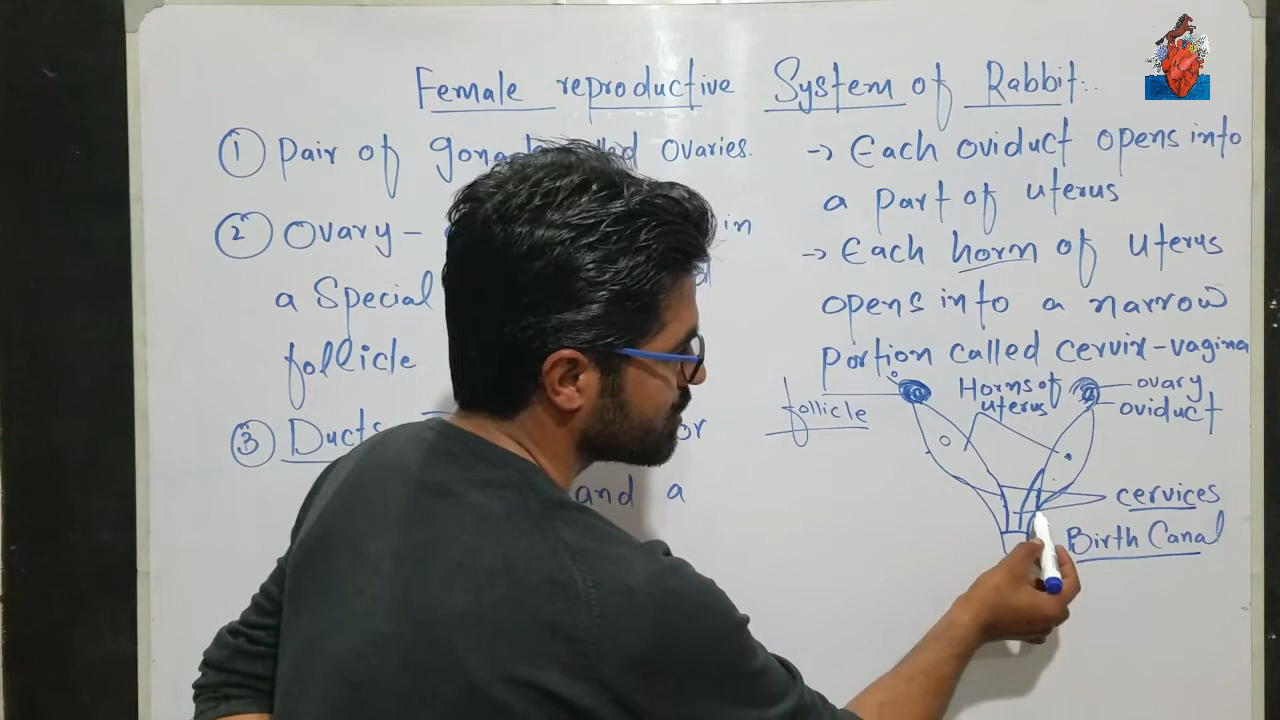 Female reproductive System of Rabbit:.
① Pair of called ovaries.
② Ovary- in
a Special
follicle
③ Ducts or
and a
→ Each oviduct opens into
a part of uterus
→ Each horn of uterus
opens into a narrow
portion called cervix-vagina
follicle
Horns of
uterus
ovary
oviduct
cervices
Birth Canal